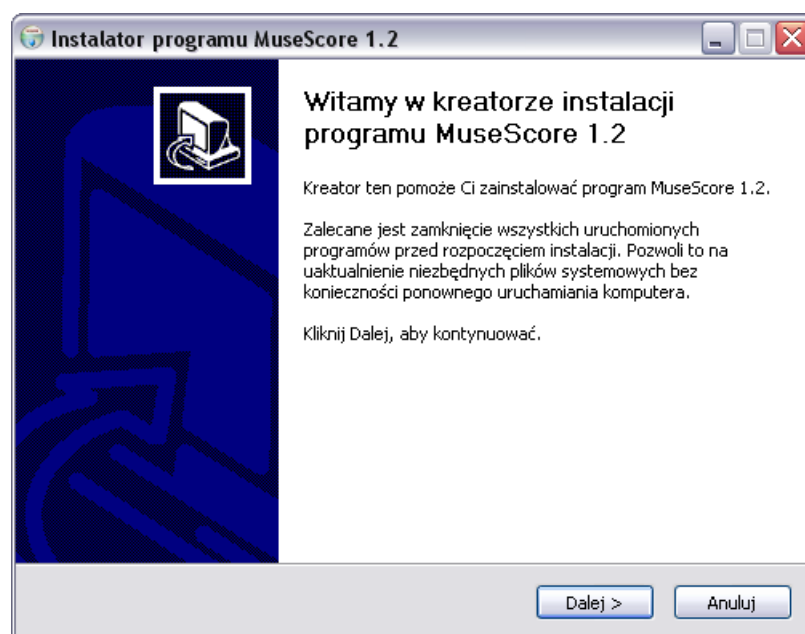 Instalator programu MuseScore 1.2
Witamy w kreatorze instalacji
programu MuseScore 1.2
Kreator ten pomoże Ci zainstalować program MuseScore 1.2.
Zalecane jest zamknięcie wszystkich uruchomionych
programów przed rozpoczęciem instalacji. Pozwoli to na
uaktualnienie niezbędnych plików systemowych bez
konieczności ponownego uruchamiania komputera.
Kliknij Dalej, aby kontynuować.
Dalej >
Anuluj